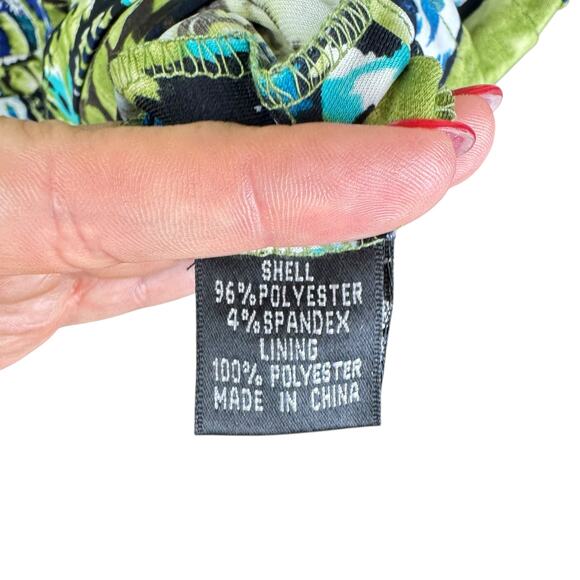 SHELL
96%POLYESTER
4%SPANDEX
LINING
100% POLYESTER
MADE IN CHINA